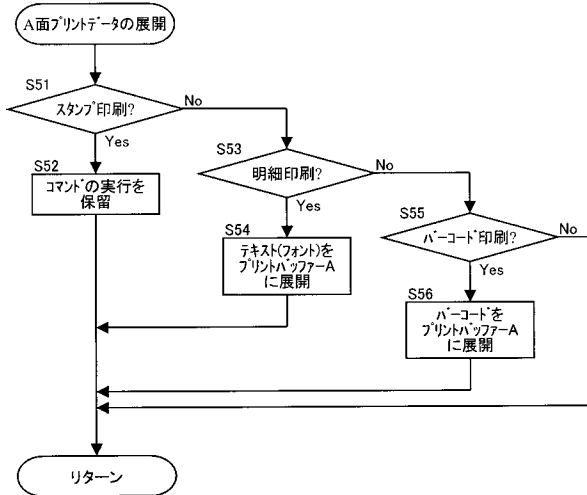 A面プリントデータの展開
S51
スタンプ印刷?
No
Yes
S52
コマンドの実行を
保留
S53
明細印刷?
No
Yes
S54
テキスト(フォント)を
プリントバッファーA
に展開
S55
バーコード印刷?
No
Yes
S56
バーコードを
プリントバッファーA
に展開
リターン